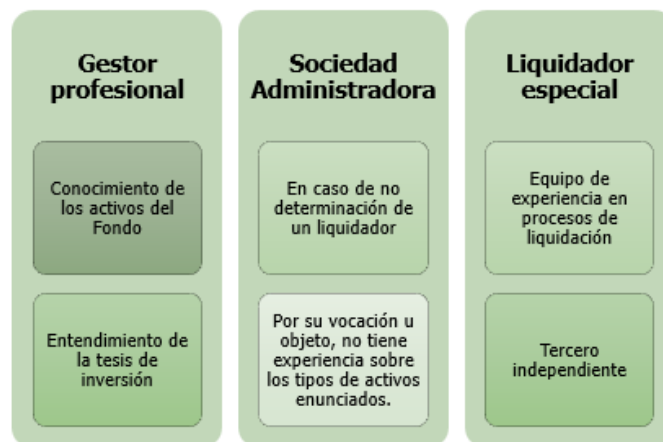 Gestor
profesional
Conocimiento de
los activos del
Fondo
Entendimiento de
la tesis de
inversión
Sociedad
Administradora
En caso de no
determinación de
un liquidador
Por su vocación u
objeto, no tiene
experiencia sobre
los tipos de activos
enunciados.
Liquidador
especial
Equipo de
experiencia en
procesos de
liquidación
Tercero
independiente